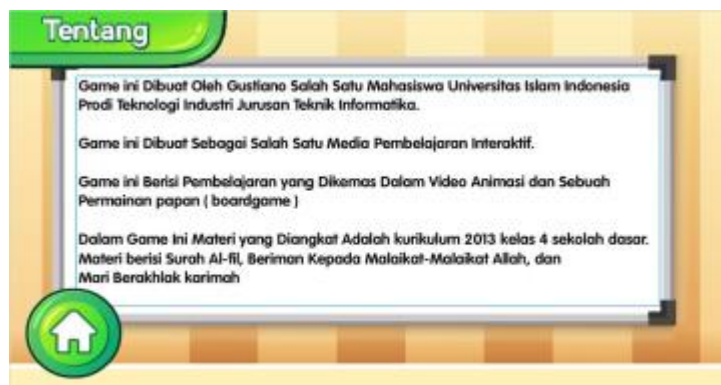 Tentang
Game ini Dibuat Oleh Gustiano Salah Satu Mahasiswa Universitas Islam Indonesia
Prodi Teknologi Industri Jurusan Teknik Informatika.
Game ini Dibuat Sebagai Salah Satu Media Pembelajaran Interaktif.
Game ini Berisi Pembelajaran yang Dikemas Dalam Video Animasi dan Sebuah
Permainan papan ( boardgame )
Dalam Game Ini Materi yang Diangkat Adalah kurikulum 2013 kelas 4 sekolah dasar.
Materi berisi Surah Al-fil, Beriman Kepada Malaikat-Malaikat Allah, dan
Mari Berakhlak karimah